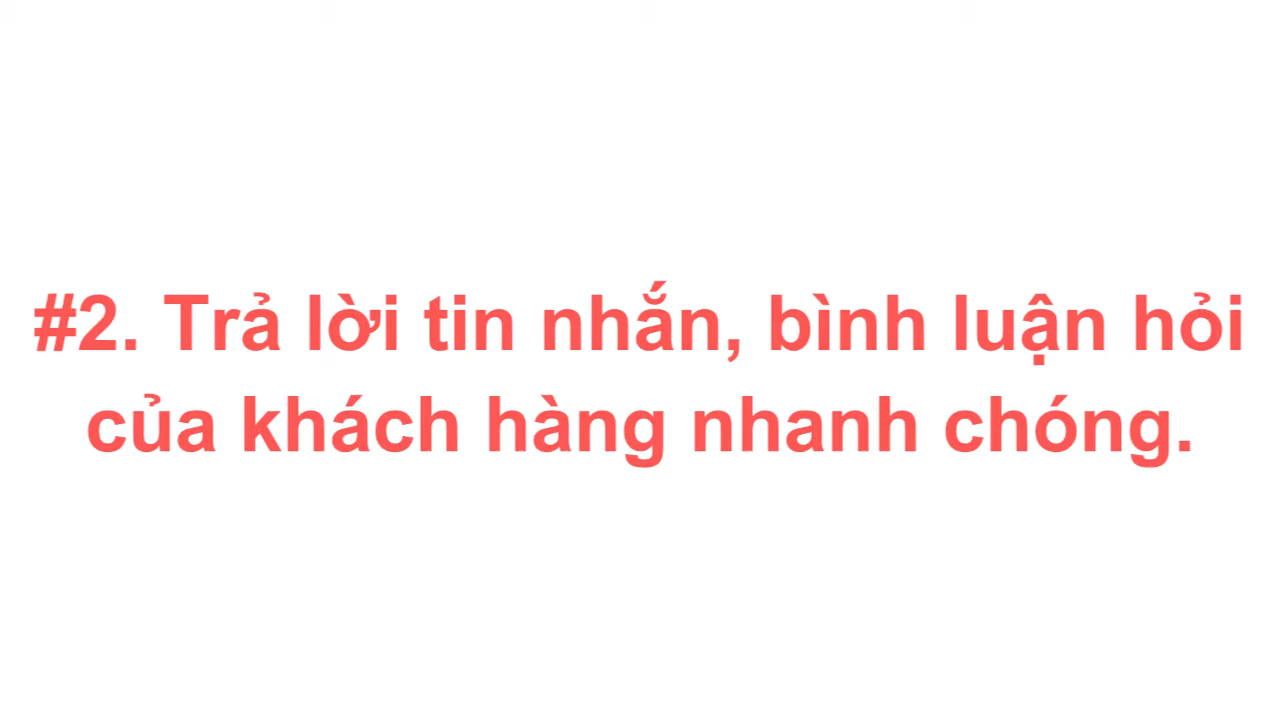 #2. Trả lời tin nhắn, bình luận hỏi
của khách hàng nhanh chóng.